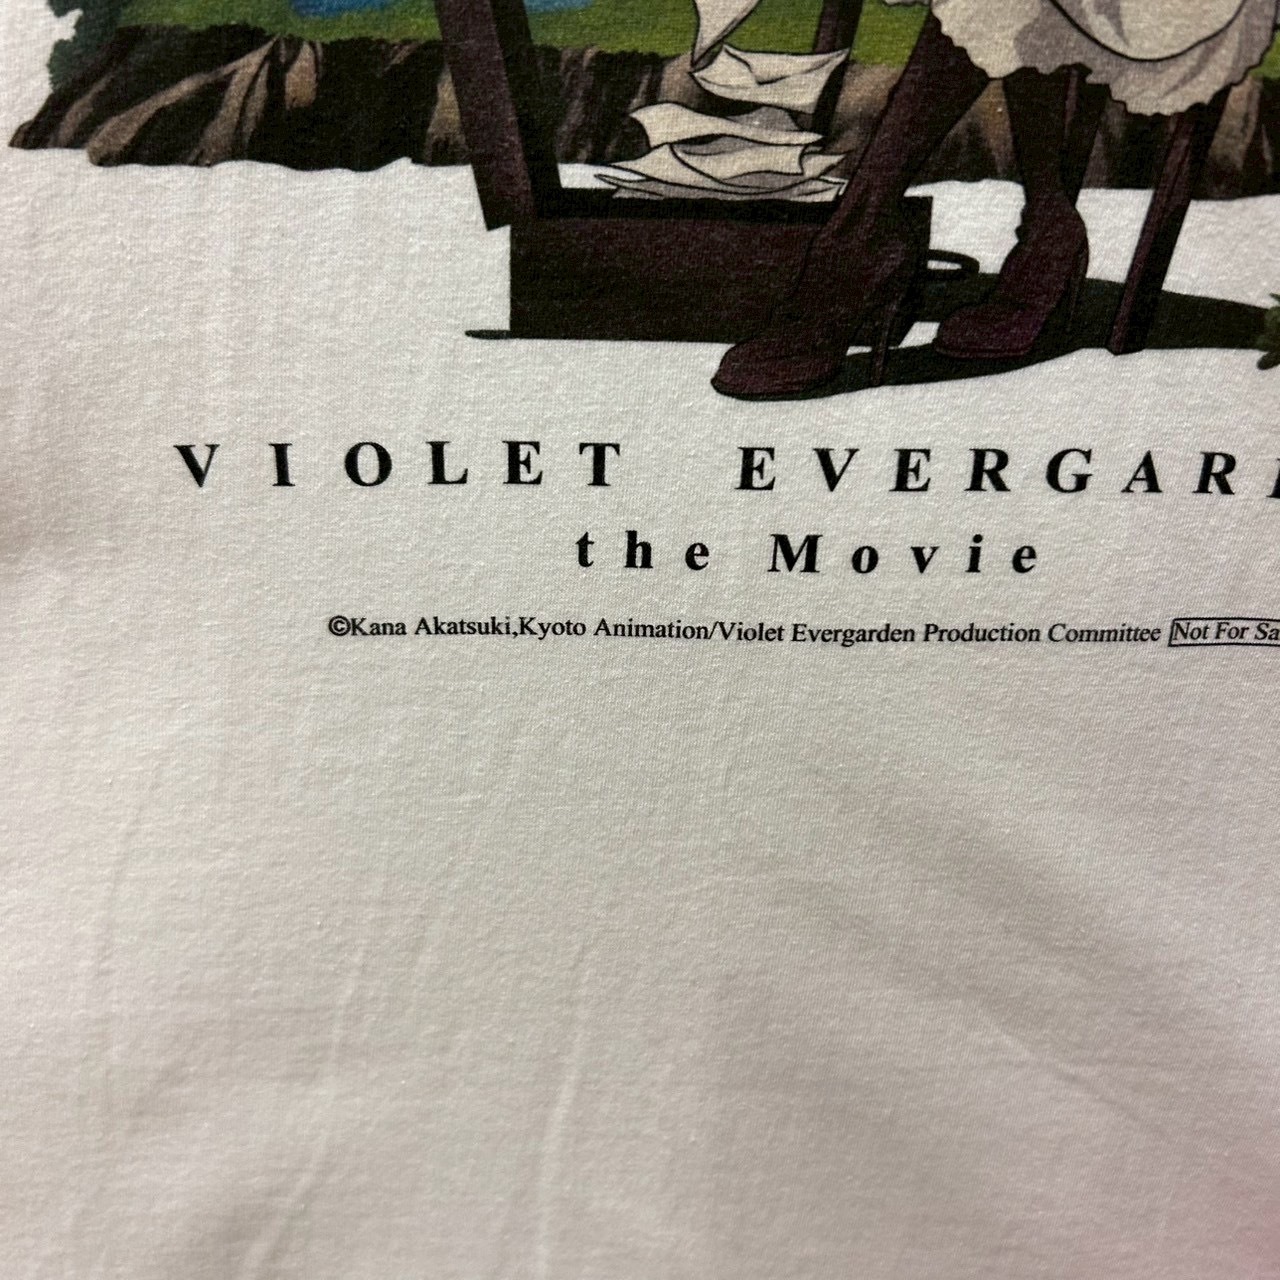 VIOLET EVERGAR
the Movie
©Kana Akatsuki,Kyoto Animation/Violet Evergarden Production Committee Not For Sa